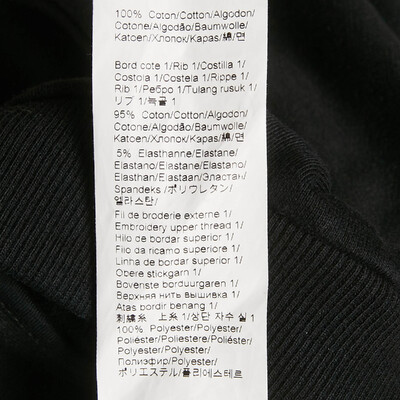 100% Coton/Cotton/Algodon/
Cotone/Algodão/Baumwolle/
Katoen/Хлопок/Kapas/綿/면
Bord cote 1/Rib 1/Costilla 1/
Costola 1/Costela 1/Rippe 1/
Rib 1/Ребро 1/Tulang rusuk 1/
リブ 1/늑골 1
95% Coton/Cotton/Algodon/
Cotone/Algodão/Baumwolle/
Katoen/Хлопок/Kapas/綿/면
5% Elasthanne/Elastane/
Elastano/Elastan/Elastano/
Elasthan/Elastaan/Эластан/
Spandeks /ポリウレタン/
엘라스탄/
Fil de broderie externe 1/
Embroidery upper thread 1/
Hilo de bordar superior 1/
Filo da ricamo superiore 1/
Linha de bordar superior 1/
Obere stickgarn 1/
Bovenste borduurgaren 1/
Верхняя нить вышивка 1/
Atas bordir benang 1/
刺繍糸 上糸 1/상단 자수 실 1
100% Polyester/Polyester/
Poliéster/Poliestere/Poliéster/
Polyester/Polyester/
Полиэфир/Polyester/
ポリエステル/폴리에스테르